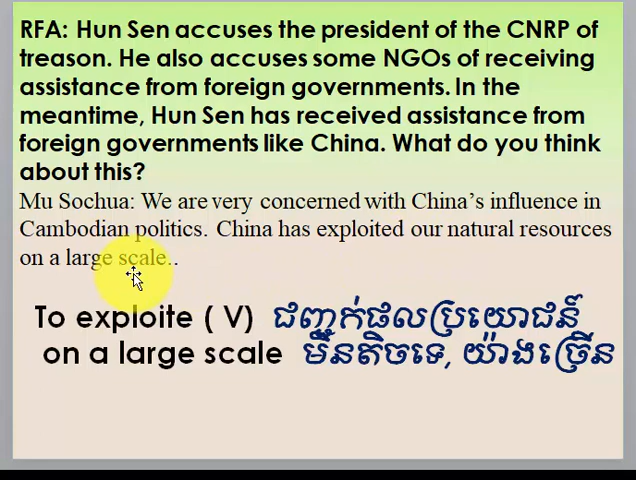 RFA: Hun Sen accuses the president of the CNRP of
treason. He also accuses some NGOs of receiving
assistance from foreign governments. In the
meantime, Hun Sen has received assistance from
foreign governments like China. What do you think
about this?
Mu Sochua: We are very concerned with China’s influence in
Cambodian politics. China has exploited our natural resources
on a large scale..
To exploite ( V) ជញ្ជក់ផលប្រយោជន៍
on a large scale មិនតិចទេ, យ៉ាងច្រើន